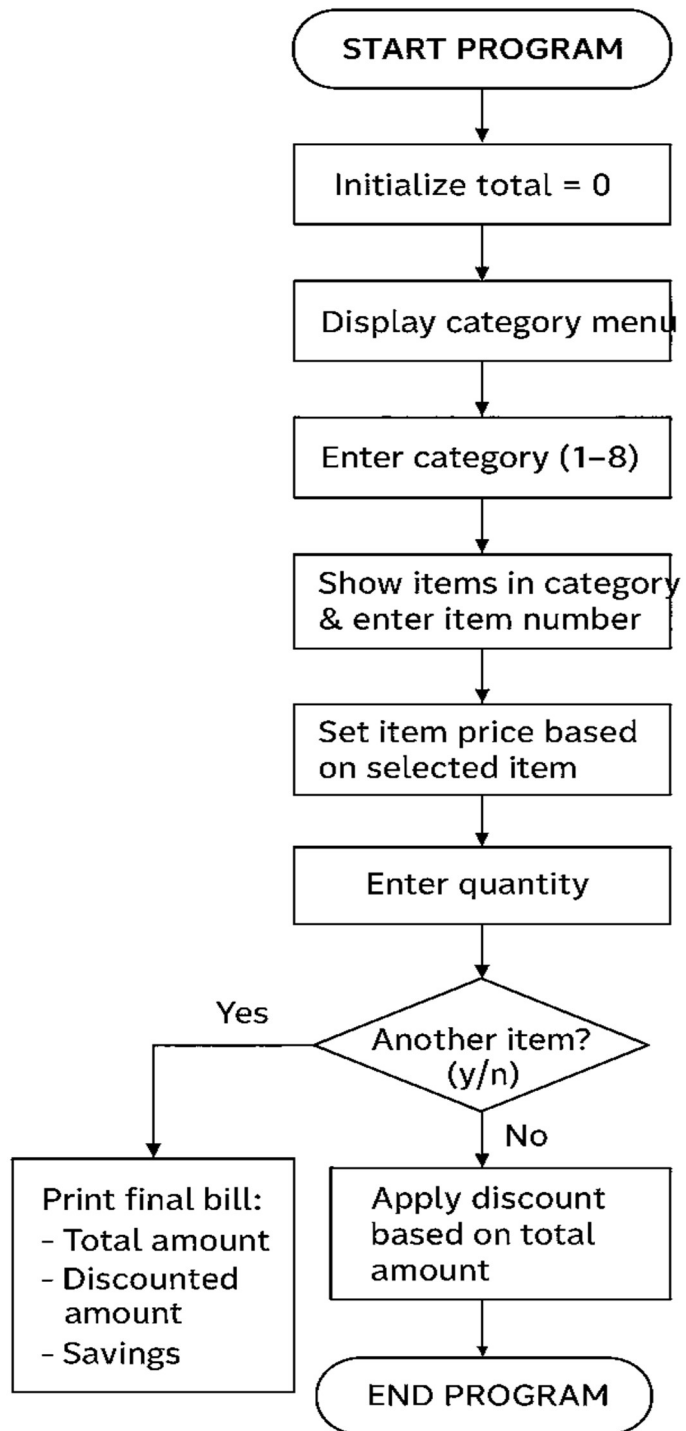 START PROGRAM
Initialize total = 0
Display category menu
Enter category (1–8)
Show items in category
& enter item number
Set item price based
on selected item
Enter quantity
Another item?
(y/n)
Yes
No
Print final bill:
- Total amount
- Discounted
amount
- Savings
Apply discount
based on total
amount
END PROGRAM